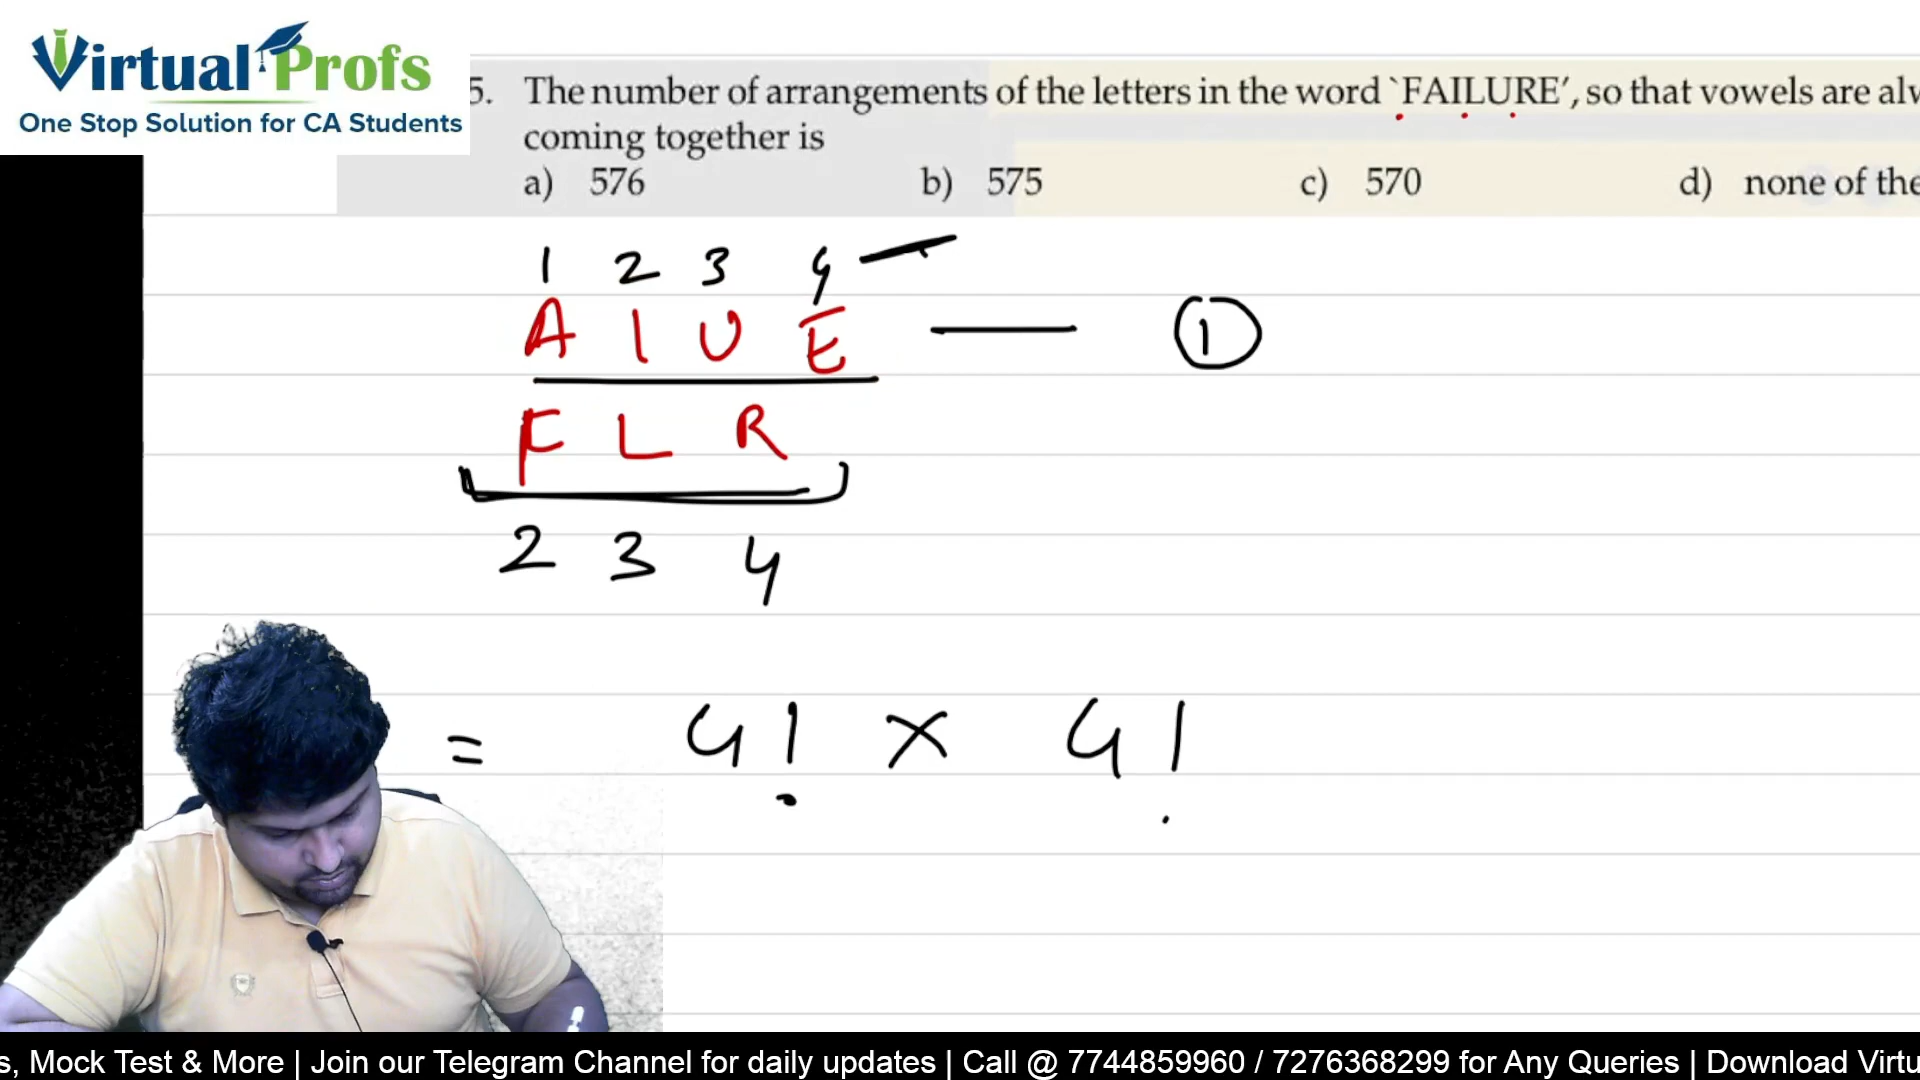 Virtual Profs
One Stop Solution for CA Students
5. The number of arrangements of the letters in the word `FAILURE', so that vowels are alw
coming together is
a) 576 b) 575 c) 570 d) none of the
1 2 3 4
A I U E ① 
F L R
2 3 4
= 4! × 4!
s, Mock Test & More | Join our Telegram Channel for daily updates | Call @ 7744859960 / 7276368299 for Any Queries | Download Virtu